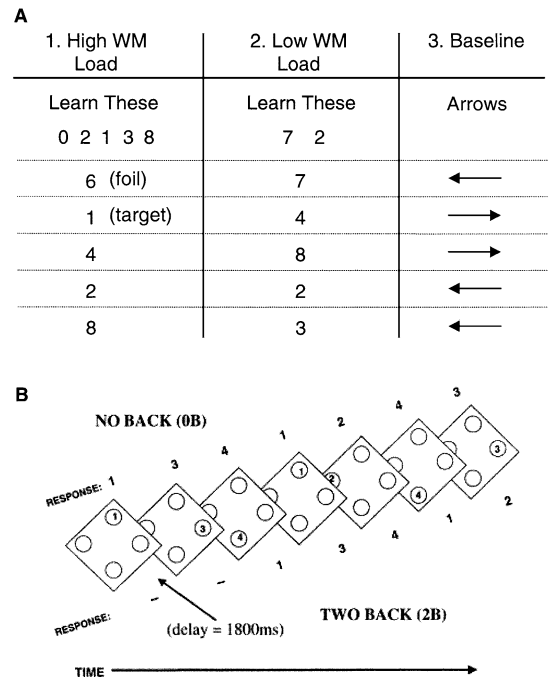 A
1. High WM Load
2. Low WM Load
3. Baseline
Learn These
Learn These
Arrows
0 2 1 3 8
7 2
6 (foil)
7
1 (target)
4
4
8
2
2
8
3
B
NO BACK (0B)
RESPONSE: 1 3 4 1 2 4 3
1
3
4
1
2
4
3
RESPONSE: – – 1 3 4 1 2
(delay = 1800ms)
TWO BACK (2B)
TIME